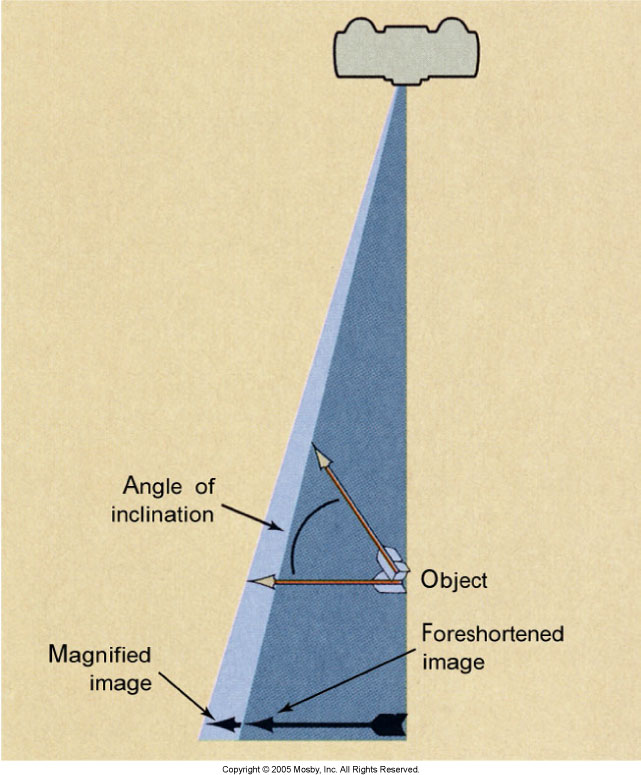 Angle of
inclination
Object
Foreshortened
image
Magnified
image
Copyright © 2005 Mosby, Inc. All Rights Reserved.